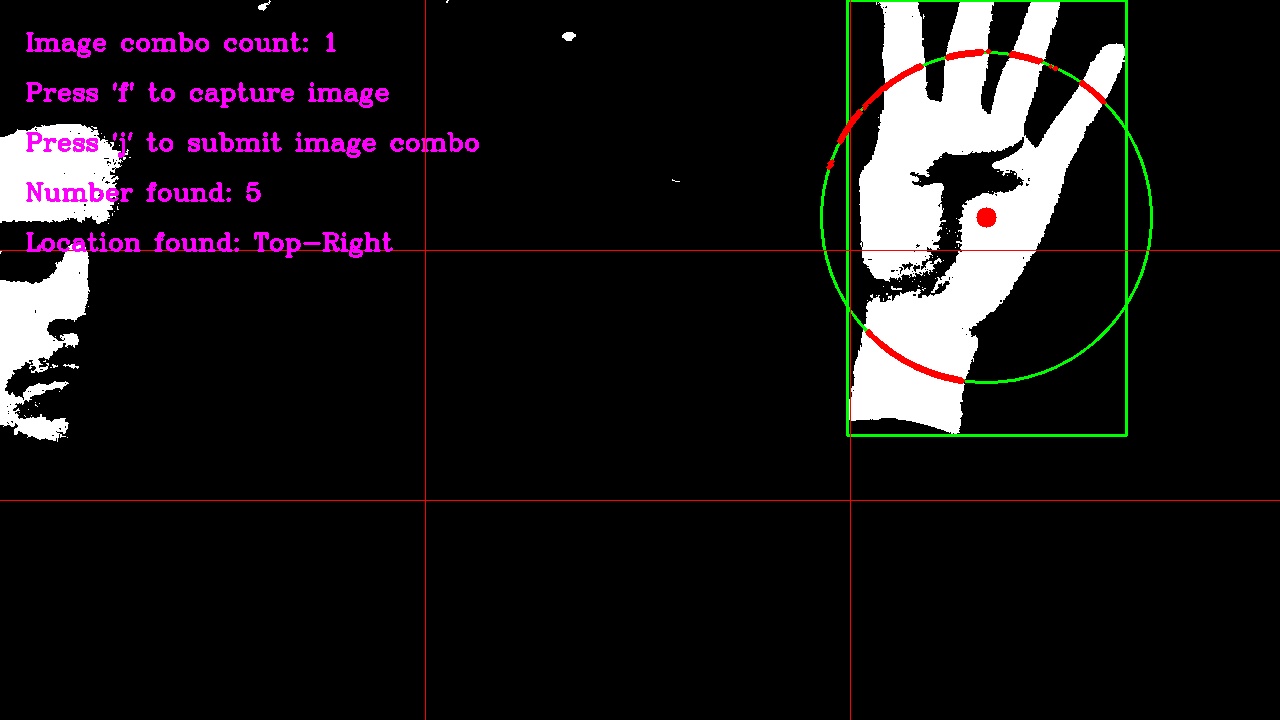 Image combo count: 1
Press 'f' to capture image
Press 'j' to submit image combo
Number found: 5
Location found: Top-Right